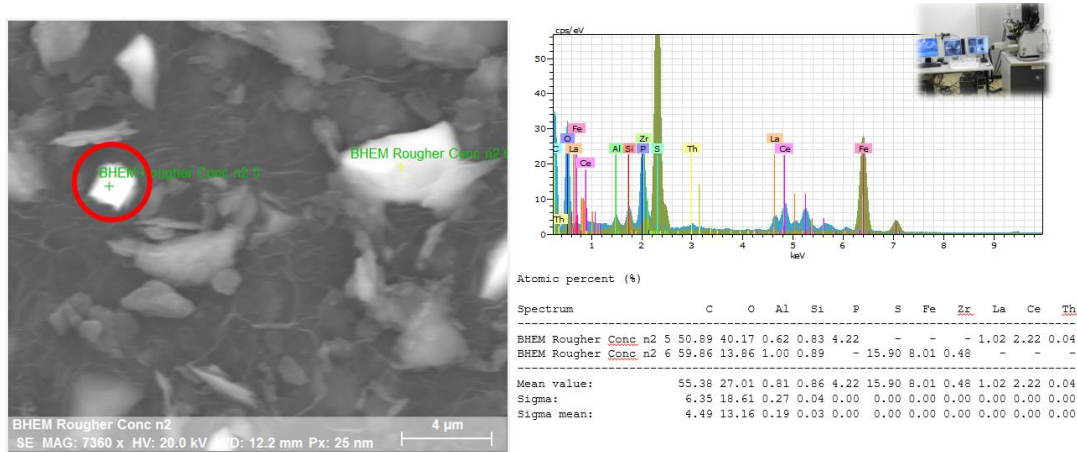 BHEM Rougher Conc n2 5
BHEM Rougher Conc n2
BHEM Rougher Conc n2
SE MAG: 7360 x HV: 20.0 kV WD: 12.2 mm Px: 25 nm
4 µm
cps/eV
50
40
30
20
10
0
Fe
O
C
La
Ce
Th
Al
Si
P
Zr
S
Th
La
Ce
Fe
1 2 3 4 5 6 7 8 9
keV
Atomic percent (%)
Spectrum C O Al Si P S Fe Zr La Ce Th
BHEM Rougher Conc n2 5 50.89 40.17 0.62 0.83 4.22 - - - 1.02 2.22 0.04
BHEM Rougher Conc n2 6 59.86 13.86 1.00 0.89 - 15.90 8.01 0.48 - - -
Mean value: 55.38 27.01 0.81 0.86 4.22 15.90 8.01 0.48 1.02 2.22 0.04
Sigma: 6.35 18.61 0.27 0.04 0.00 0.00 0.00 0.00 0.00 0.00 0.00
Sigma mean: 4.49 13.16 0.19 0.03 0.00 0.00 0.00 0.00 0.00 0.00 0.00